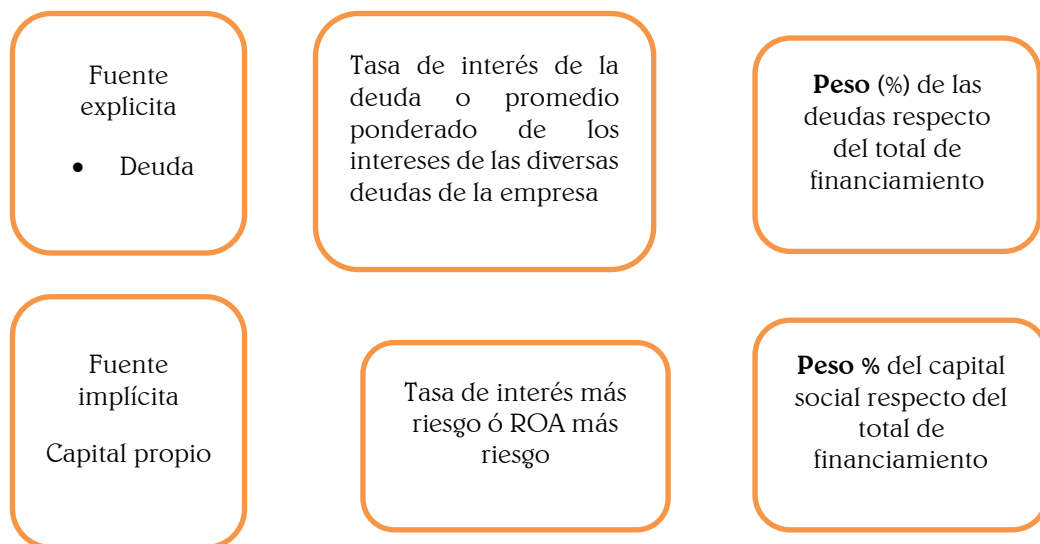 Fuente
explicita
• Deuda
Tasa de interés de la
deuda o promedio
ponderado de los
intereses de las diversas
deudas de la empresa
Peso (%) de las
deudas respecto
del total de
financiamiento
Fuente
implícita
Capital propio
Tasa de interés más
riesgo ó ROA más
riesgo
Peso % del capital
social respecto del
total de
financiamiento